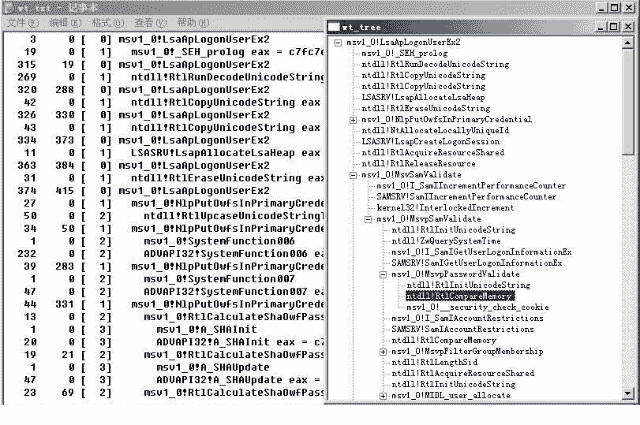 wt.txt - 记事本
文件(F) 编辑(E) 格式(O) 查看(V) 帮助(H)
3 0 [ 0] msv1_0!LsaApLogonUserEx2
19 0 [ 1] msv1_0!_SEH_prolog eax = c7fc7e
315 19 [ 0] msv1_0!LsaApLogonUserEx2
269 0 [ 1] ntdll!RtlRunDecodeUnicodeString
320 288 [ 0] msv1_0!LsaApLogonUserEx2
42 0 [ 1] ntdll!RtlCopyUnicodeString eax
326 330 [ 0] msv1_0!LsaApLogonUserEx2
43 0 [ 1] ntdll!RtlCopyUnicodeString eax
334 373 [ 0] msv1_0!LsaApLogonUserEx2
11 0 [ 1] LSASRV!LsapAllocateLsaHeap eax
363 384 [ 0] msv1_0!LsaApLogonUserEx2
31 0 [ 1] ntdll!RtlEraseUnicodeString eax
374 415 [ 0] msv1_0!LsaApLogonUserEx2
27 0 [ 1] msv1_0!NlpPutOwfsInPrimaryCrede
50 0 [ 2] ntdll!RtlUpcaseUnicodeStringT
34 50 [ 1] msv1_0!NlpPutOwfsInPrimaryCrede
1 0 [ 2] msv1_0!SystemFunction006
232 0 [ 2] ADVAPI32!SystemFunction006 eax
39 283 [ 1] msv1_0!NlpPutOwfsInPrimaryCrede
1 0 [ 2] msv1_0!SystemFunction007
47 0 [ 2] ADVAPI32!SystemFunction007 eax
44 331 [ 1] msv1_0!NlpPutOwfsInPrimaryCrede
13 0 [ 2] msv1_0!RtlCalculateShaOwfPass
1 0 [ 3] msv1_0!A_SHAInit
20 0 [ 3] ADVAPI32!A_SHAInit eax = c7
19 21 [ 2] msv1_0!RtlCalculateShaOwfPass
1 0 [ 3] msv1_0!A_SHAUpdate
47 0 [ 3] ADVAPI32!A_SHAUpdate eax =
23 69 [ 2] msv1_0!RtlCalculateShaOwfPass
wt_tree
msv1_0!LsaApLogonUserEx2
msv1_0!_SEH_prolog
ntdll!RtlRunDecodeUnicodeString
ntdll!RtlCopyUnicodeString
ntdll!RtlCopyUnicodeString
LSASRV!LsapAllocateLsaHeap
ntdll!RtlEraseUnicodeString
msv1_0!NlpPutOwfsInPrimaryCredential
ntdll!NtAllocateLocallyUniqueId
LSASRV!LsapCreateLogonSession
ntdll!RtlAcquireResourceShared
ntdll!RtlReleaseResource
msv1_0!MsvSamValidate
msv1_0!I_SamIIncrementPerformanceCounter
SAMSRV!SamIIncrementPerformanceCounter
kernel32!InterlockedIncrement
msv1_0!MsvpSamValidate
ntdll!RtlInitUnicodeString
ntdll!ZwQuerySystemTime
msv1_0!I_SamIGetUserLogonInformationEx
SAMSRV!SamIGetUserLogonInformationEx
msv1_0!MsvpPasswordValidate
ntdll!RtlInitUnicodeString
ntdll!RtlCompareMemory
msv1_0!__security_check_cookie
msv1_0!I_SamIAccountRestrictions
SAMSRV!SamIAccountRestrictions
ntdll!RtlCompareMemory
msv1_0!MsvpFilterGroupMembership
ntdll!RtlLengthSid
ntdll!RtlAcquireResourceShared
ntdll!RtlInitUnicodeString
msv1_0!MIDL_user_allocate